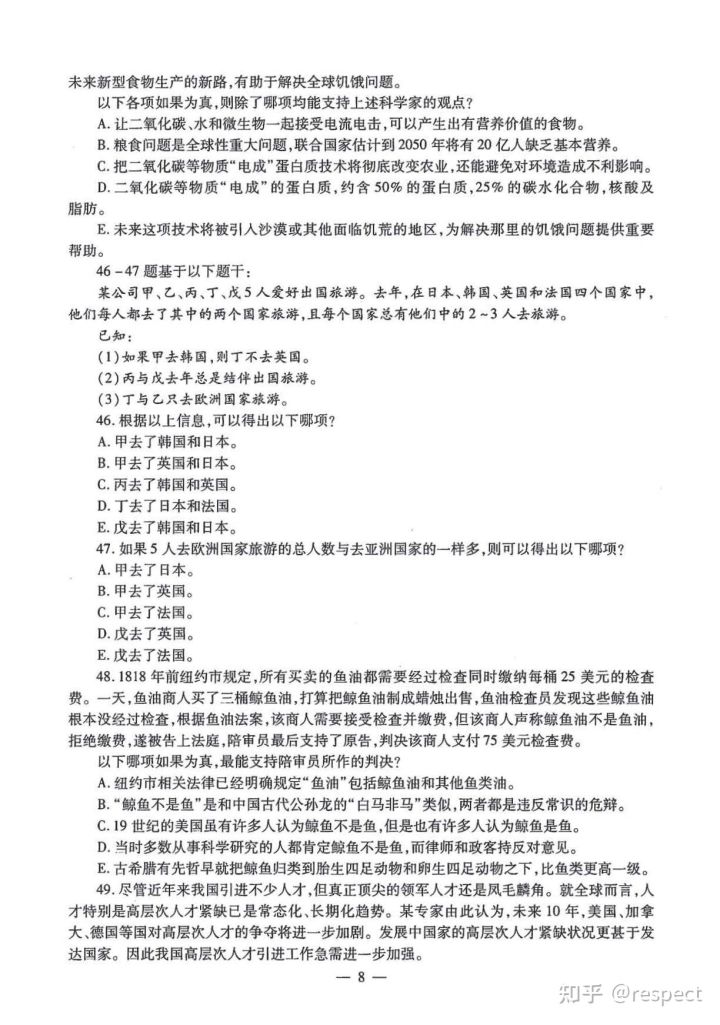 未来新型食物生产的新路,有助于解决全球饥饿问题。
以下各项如果为真,则除了哪项均能支持上述科学家的观点?
A. 让二氧化碳、水和微生物一起接受电流电击,可以产生出有营养价值的食物。
B. 粮食问题是全球性重大问题,联合国估计到 2050 年将有 20 亿人缺乏基本营养。
C. 把二氧化碳等物质“电成”蛋白质技术将彻底改变农业,还能避免对环境造成不利影响。
D. 二氧化碳等物质“电成”的蛋白质,约含 50% 的蛋白质,25% 的碳水化合物,核酸及
脂肪。
E. 未来这项技术将被引入沙漠或其他面临饥荒的地区,为解决那里的饥饿问题提供重要
帮助。
46-47 题基于以下题干:
某公司甲、乙、丙、丁、戊 5 人爱好出国旅游。去年,在日本、韩国、英国和法国四个国家中,
他们每人都去了其中的两个国家旅游,且每个国家总有他们中的 2~3 人去旅游。
已知:
(1)如果甲去韩国,则丁不去英国。
(2)丙与戊去年总是结伴出国旅游。
(3)丁与乙只去欧洲国家旅游。
46. 根据以上信息,可以得出以下哪项?
A. 甲去了韩国和日本。
B. 甲去了英国和日本。
C. 丙去了韩国和英国。
D. 丁去了日本和法国。
E. 戊去了韩国和日本。
47. 如果 5 人去欧洲国家旅游的总人数与去亚洲国家的一样多,则可以得出以下哪项?
A. 甲去了日本。
B. 甲去了英国。
C. 甲去了法国。
D. 戊去了英国。
E. 戊去了法国。
48. 1818 年前纽约市规定,所有买卖的鱼油都需要经过检查同时缴纳每桶 25 美元的检查
费。一天,鱼油商人买了三桶鲸鱼油,打算把鲸鱼油制成蜡烛出售,鱼油检查员发现这些鲸鱼油
根本没经过检查,根据鱼油法案,该商人需要接受检查并缴费,但该商人声称鲸鱼油不是鱼油,
拒绝缴费,遂被告上法庭,陪审员最后支持了原告,判决该商人支付 75 美元检查费。
以下哪项如果为真,最能支持陪审员所作的判决?
A. 纽约市相关法律已经明确规定“鱼油”包括鲸鱼油和其他鱼类油。
B. “鲸鱼不是鱼”是和中国古代公孙龙的“白马非马”类似,两者都是违反常识的诡辩。
C. 19 世纪的美国虽有许多人认为鲸鱼不是鱼,但是也有许多人认为鲸鱼是鱼。
D. 当时多数从事科学研究的人都肯定鲸鱼不是鱼,而律师和政客持反对意见。
E. 古希腊有先哲早就把鲸鱼归类到胎生四足动物和卵生四足动物之下,比鱼类更高一级。
49. 尽管近年来我国引进不少人才,但真正顶尖的领军人才还是凤毛麟角。就全球而言,人
才特别是高层次人才紧缺已是常态化、长期化趋势。某专家由此认为,未来 10 年,美国、加拿
大、德国等国对高层次人才的争夺将进一步加剧。发展中国家的高层次人才紧缺状况更甚于发
达国家。因此我国高层次人才引进工作急需进一步加强。
— 8 —
知乎 @respect